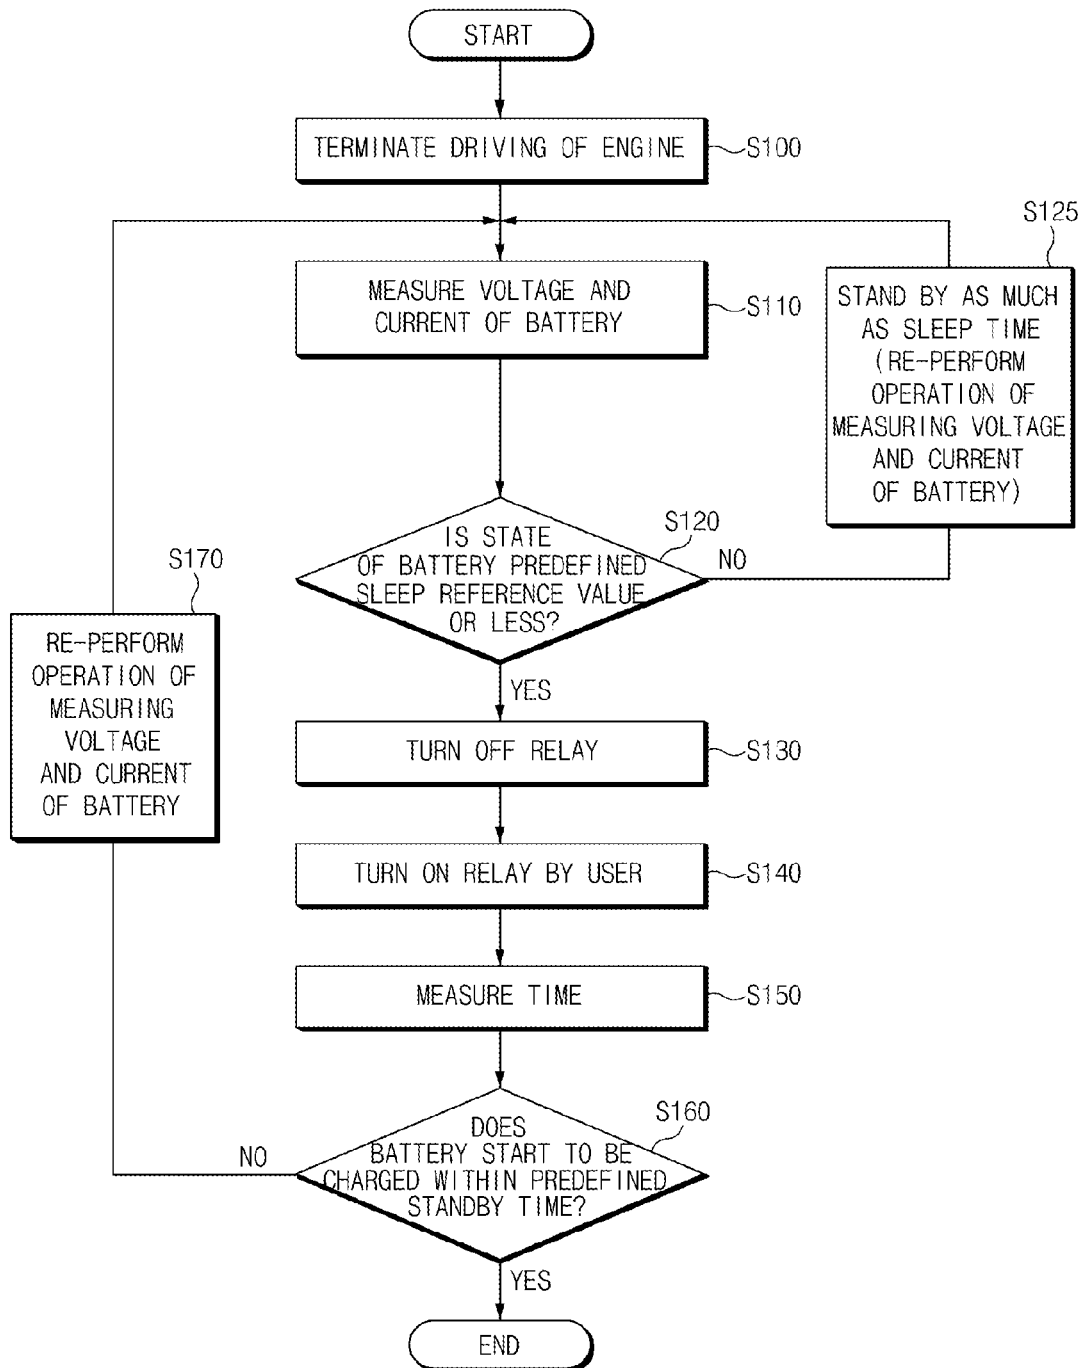 START
TERMINATE DRIVING OF ENGINE
S100
S125
MEASURE VOLTAGE AND
CURRENT OF BATTERY
S110
STAND BY AS MUCH
AS SLEEP TIME
(RE-PERFORM
OPERATION OF
MEASURING VOLTAGE
AND CURRENT
OF BATTERY)
IS STATE
OF BATTERY PREDEFINED
SLEEP REFERENCE VALUE
OR LESS?
S120
NO
YES
S170
RE-PERFORM
OPERATION OF
MEASURING
VOLTAGE
AND CURRENT
OF BATTERY
TURN OFF RELAY
S130
TURN ON RELAY BY USER
S140
MEASURE TIME
S150
DOES
BATTERY START TO BE
CHARGED WITHIN PREDEFINED
STANDBY TIME?
S160
NO
YES
END